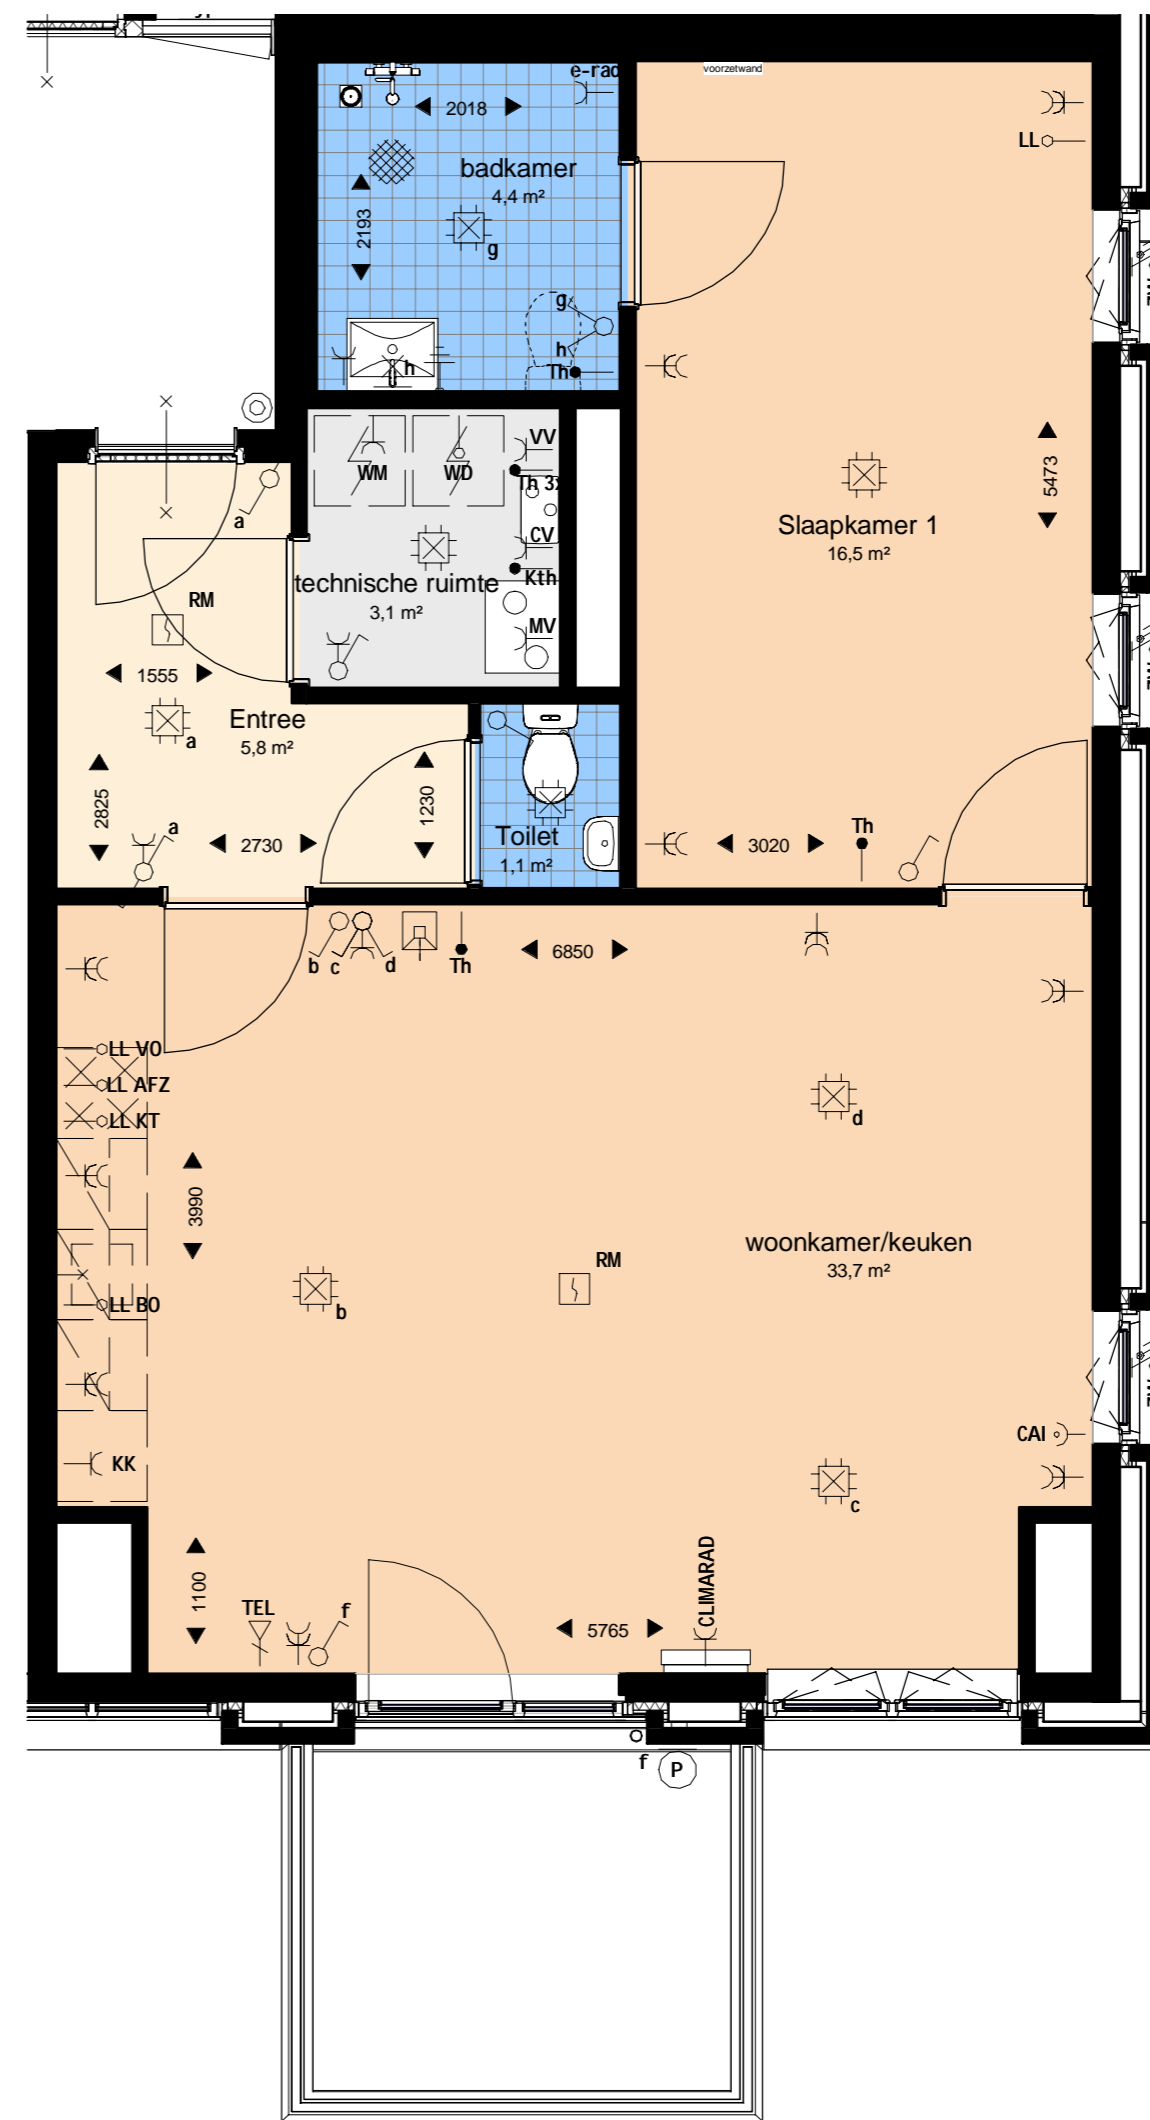 voorzetwand
e-rad
2018
badkamer
4,4 m²
2193
g
g
h
h
Th
LL
VV
WM
WD
Th 3x
CV
Kth
MV
technische ruimte
3,1 m²
a
RM
1555
Entree
5,8 m²
a
2825
a
2730
1230
Toilet
1,1 m²
Slaapkamer 1
16,5 m²
5473
3020
Th
b
c
d
Th
6850
LL VO
LL AFZ
LL KT
3990
d
woonkamer/keuken
33,7 m²
RM
b
LL BO
KK
CAI
c
1100
TEL
f
5765
CLIMARAD
f
P